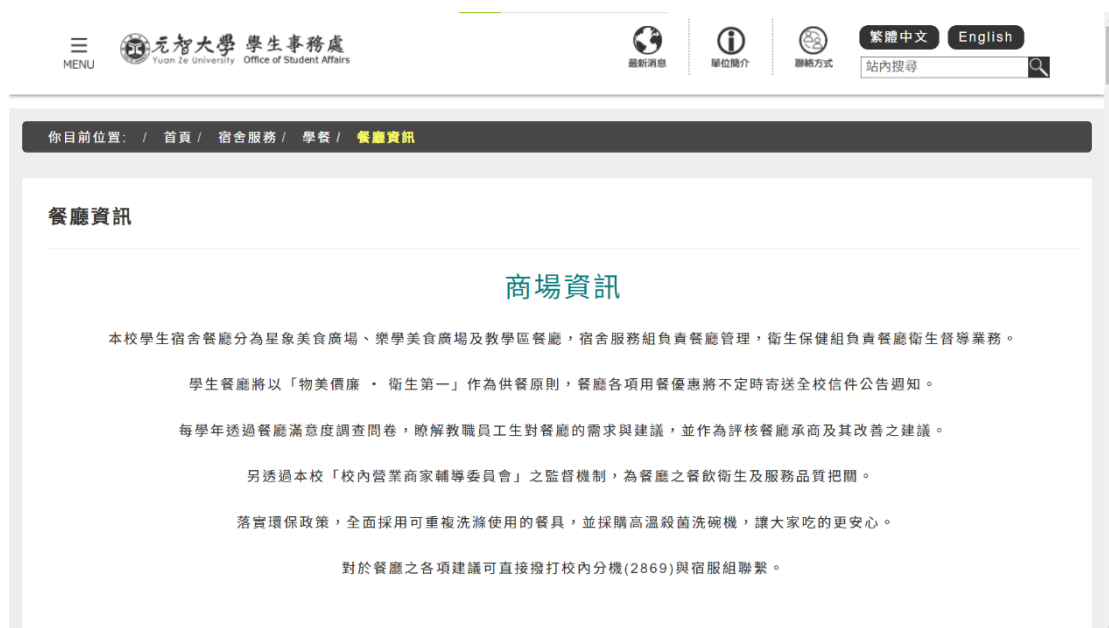 MENU
元智大學 學生事務處
Yuan Ze University Office of Student Affairs
最新消息
單位簡介
聯絡方式
繁體中文
English
站內搜尋
你目前位置: / 首頁 / 宿舍服務 / 學餐 / 餐廳資訊
餐廳資訊
商場資訊
本校學生宿舍餐廳分為星象美食廣場、樂學美食廣場及教學區餐廳，宿舍服務組負責餐廳管理，衛生保健組負責餐廳衛生督導業務。
學生餐廳將以「物美價廉 ‧ 衛生第一」作為供餐原則，餐廳各項用餐優惠將不定時寄送全校信件公告週知。
每學年透過餐廳滿意度調查問卷，瞭解教職員工生對餐廳的需求與建議，並作為評核餐廳承商及其改善之建議。
另透過本校「校內營業商家輔導委員會」之監督機制，為餐廳之餐飲衛生及服務品質把關。
落實環保政策，全面採用可重複洗滌使用的餐具，並採購高溫殺菌洗碗機，讓大家吃的更安心。
對於餐廳之各項建議可直接撥打校內分機(2869)與宿服組聯繫。